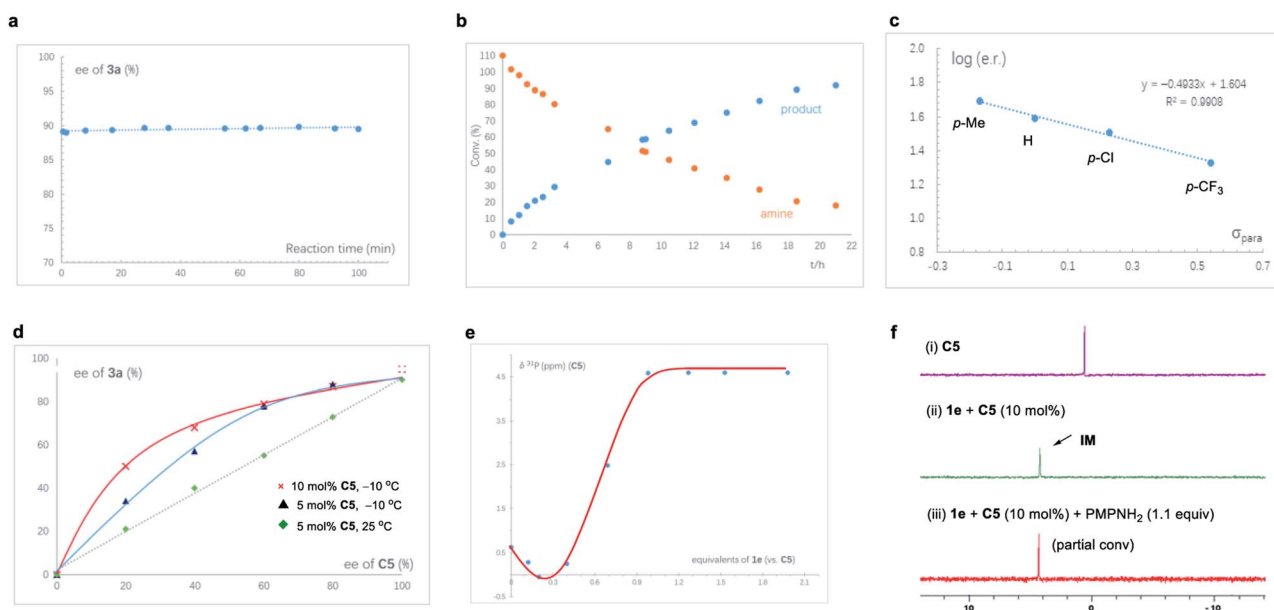 a
ee of 3a (%)
100
95
90
85
80
75
70
0
20
40
60
80
100
120
Reaction time (min)
b
Conv. (%)
110
100
90
80
70
60
50
40
30
20
10
0
product
amine
0
2
4
6
8
10
12
14
16
18
20
22
t/h
c
log (e.r.)
2.0
1.8
1.6
1.4
1.2
1.0
0.8
y = −0.4933x + 1.604
R² = 0.9908
p-Me
H
p-Cl
p-CF₃
σpara
-0.3
-0.1
0.1
0.3
0.5
0.7
d
ee of 3a (%)
100
80
60
40
20
0
10 mol% C5, −10 °C
5 mol% C5, −10 °C
5 mol% C5, 25 °C
ee of C5 (%)
0
20
40
60
80
100
e
δ ³¹P (ppm) (C5)
4.5
3.5
2.5
1.5
0.5
-0.5
equivalents of 1e (vs. C5)
0
0.3
0.6
0.9
1.2
1.5
1.8
2.1
f
(i) C5
(ii) 1e + C5 (10 mol%)
IM
(iii) 1e + C5 (10 mol%) + PMPNH₂ (1.1 equiv)
(partial conv)
10
0
-10